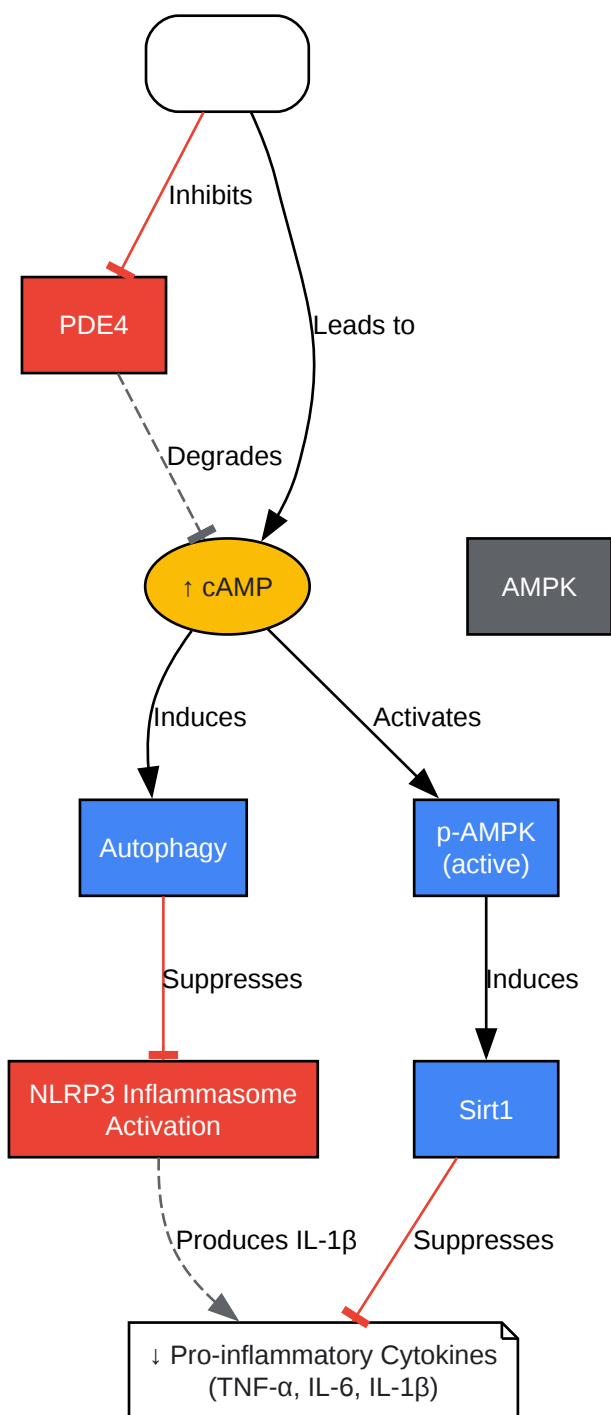 Inhibits
PDE4
Leads to
Degrades
↑ cAMP
AMPK
Induces
Activates
Autophagy
p-AMPK
(active)
Suppresses
Induces
NLRP3 Inflammasome
Activation
Sirt1
Produces IL-1β
Suppresses
↓ Pro-inflammatory Cytokines
(TNF-α, IL-6, IL-1β)